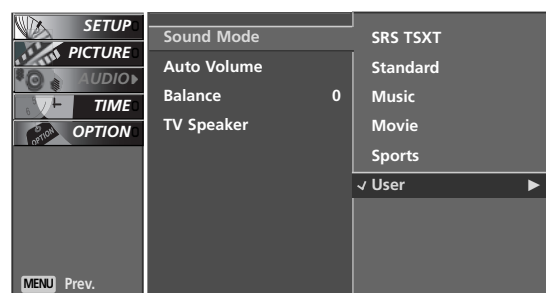 SETUP
PICTURE
AUDIO
TIME
OPTION
MENU Prev.
Sound Mode
Auto Volume
Balance 0
TV Speaker
SRS TSXT
Standard
Music
Movie
Sports
✓ User ▶